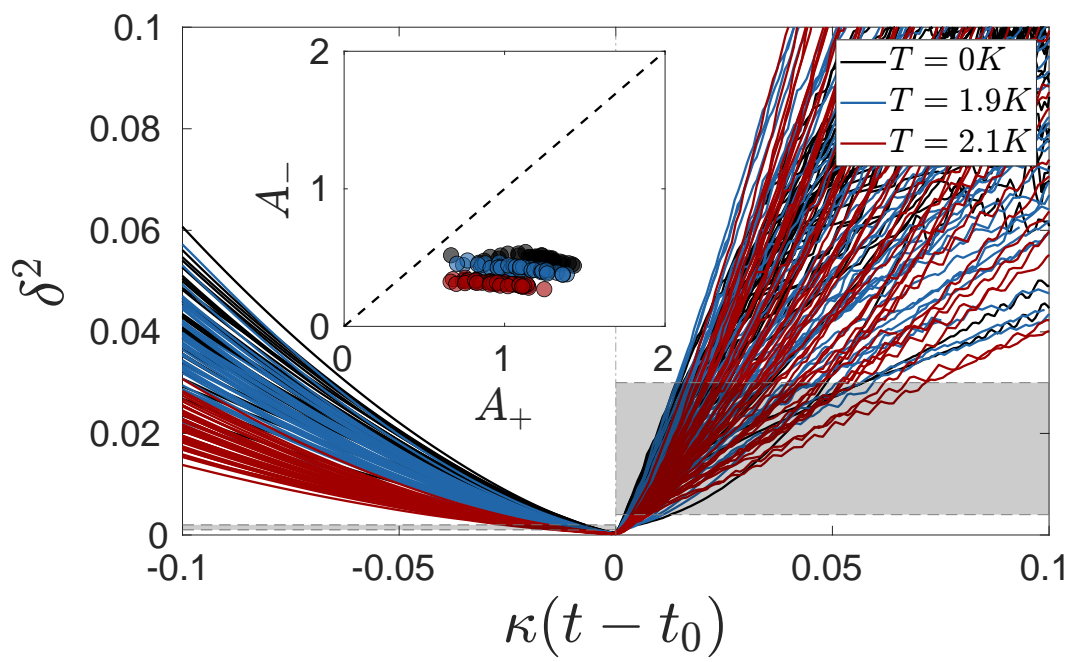 0.1
0.08
0.06
0.04
0.02
0
δ²
-0.1
-0.05
0
0.05
0.1
κ(t − t₀)
2
1
0
A₋
0
1
2
A₊
T = 0K
T = 1.9K
T = 2.1K